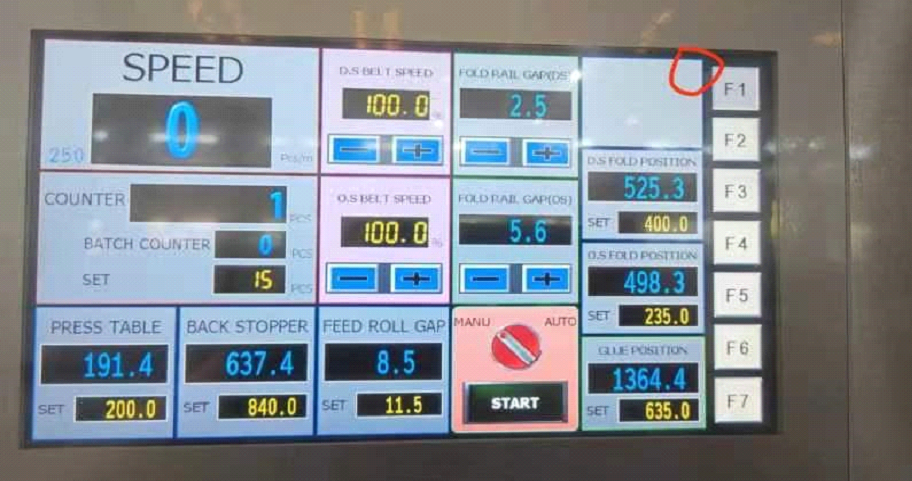 SPEED
0
250
Pcs/m
COUNTER
1
PCS
BATCH COUNTER
0
PCS
SET
15
PCS
D.S BELT SPEED
100.0
%
-
+
O.S BELT SPEED
100.0
%
-
+
FOLD RAIL GAP(DS)
2.5
-
+
FOLD RAIL GAP(OS)
5.6
-
+
D.S FOLD POSITION
525.3
SET 400.0
O.S FOLD POSITION
498.3
SET 235.0
PRESS TABLE
191.4
SET 200.0
BACK STOPPER
637.4
SET 840.0
FEED ROLL GAP
8.5
SET 11.5
MANU AUTO
START
GLUE POSITION
1364.4
SET 635.0
F1
F2
F3
F4
F5
F6
F7